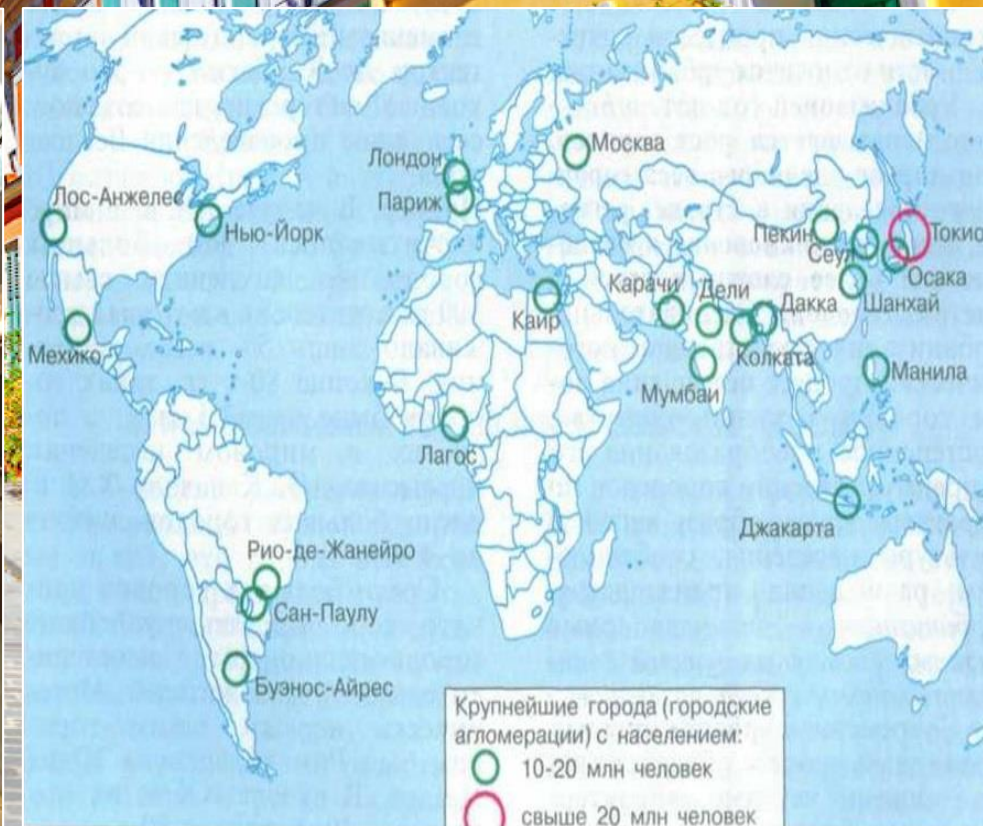 Москва
Лондон
Париж
Лос-Анжелес
Нью-Йорк
Пекин
Токио
Сеул
Осака
Карачи
Дели
Дакка
Шанхай
Каир
Мехико
Колката
Мумбаи
Манила
Лагос
Джакарта
Рио-де-Жанейро
Сан-Паулу
Буэнос-Айрес
Крупнейшие города (городские
агломерации) с населением:
10-20 млн человек
свыше 20 млн человек